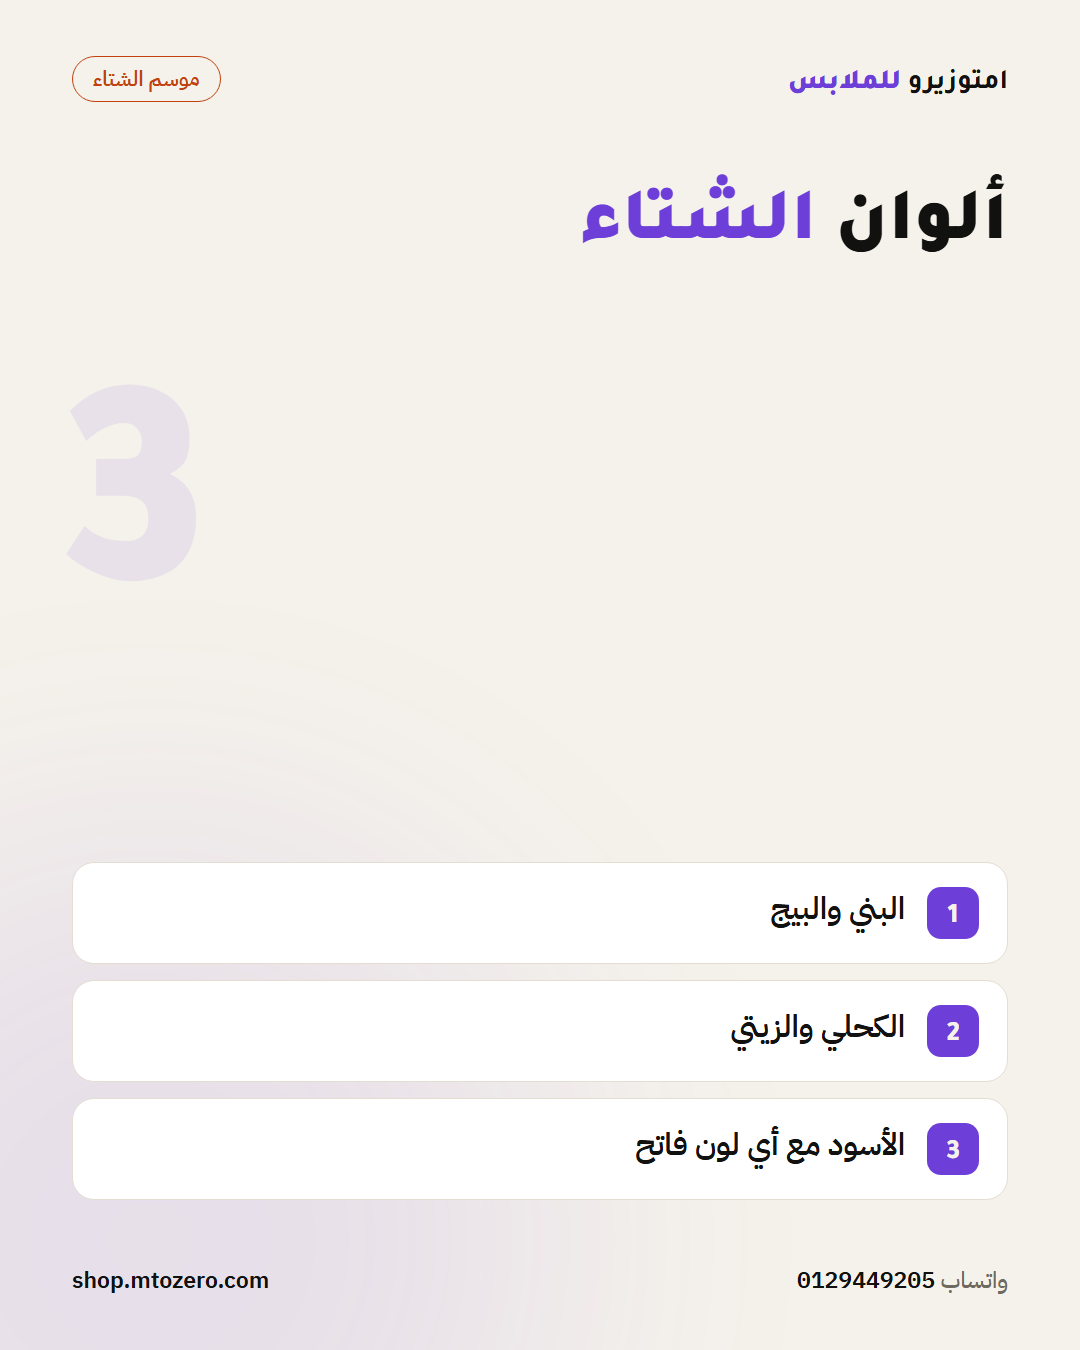 امتوزيرو للملابس
موسم الشتاء
ألوان الشتاء
3
1 البني والبيج
2 الكحلي والزيتي
3 الأسود مع أي لون فاتح
واتساب 0129449205
shop.mtozero.com